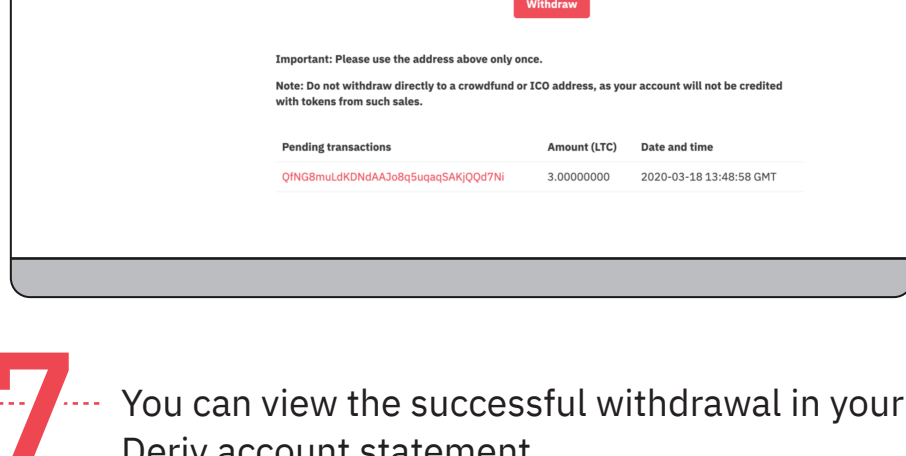 Withdraw
Important: Please use the address above only once.
Note: Do not withdraw directly to a crowdfund or ICO address, as your account will not be credited
with tokens from such sales.
Pending transactions Amount (LTC) Date and time
QfNG8muLdKDNdAAJo8q5uqaqSAKjQQd7Ni 3.00000000 2020-03-18 13:48:58 GMT
7 You can view the successful withdrawal in your
Deriv account statement